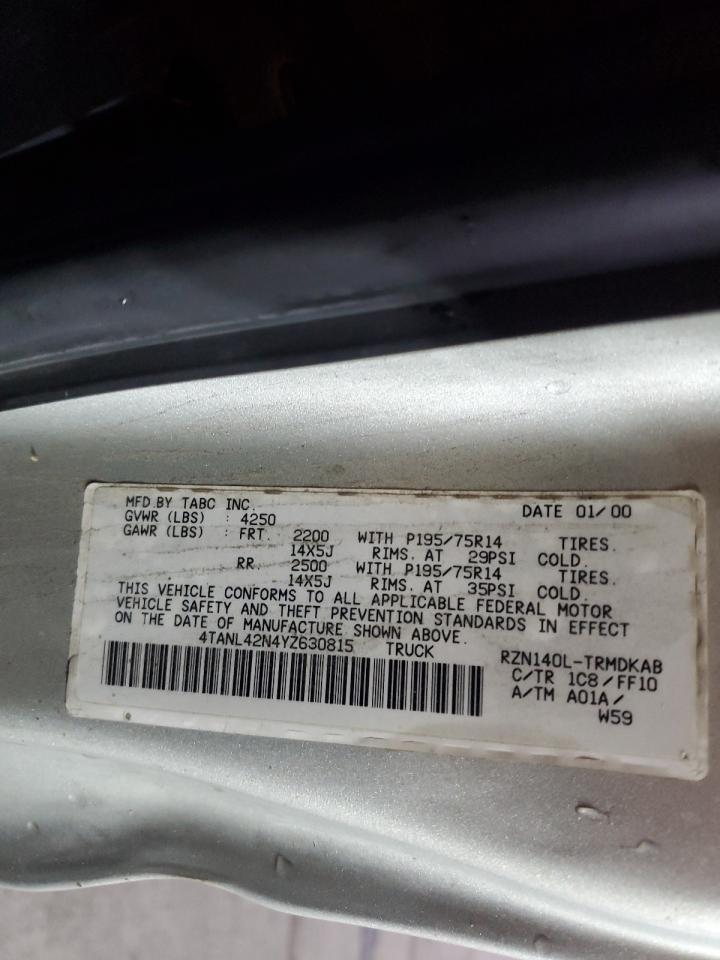 MFD.BY TABC INC. DATE 01/00
GVWR (LBS) : 4250
GAWR (LBS) : FRT. 2200 WITH P195/75R14 TIRES.
14X5J RIMS. AT 29PSI COLD.
RR. 2500 WITH P195/75R14 TIRES.
14X5J RIMS. AT 35PSI COLD.
THIS VEHICLE CONFORMS TO ALL APPLICABLE FEDERAL MOTOR
VEHICLE SAFETY AND THEFT PREVENTION STANDARDS IN EFFECT
ON THE DATE OF MANUFACTURE SHOWN ABOVE.
4TANL42N4YZ630815 TRUCK
RZN140L-TRMDKAB
C/TR 1C8/FF10
A/TM A01A/
W59